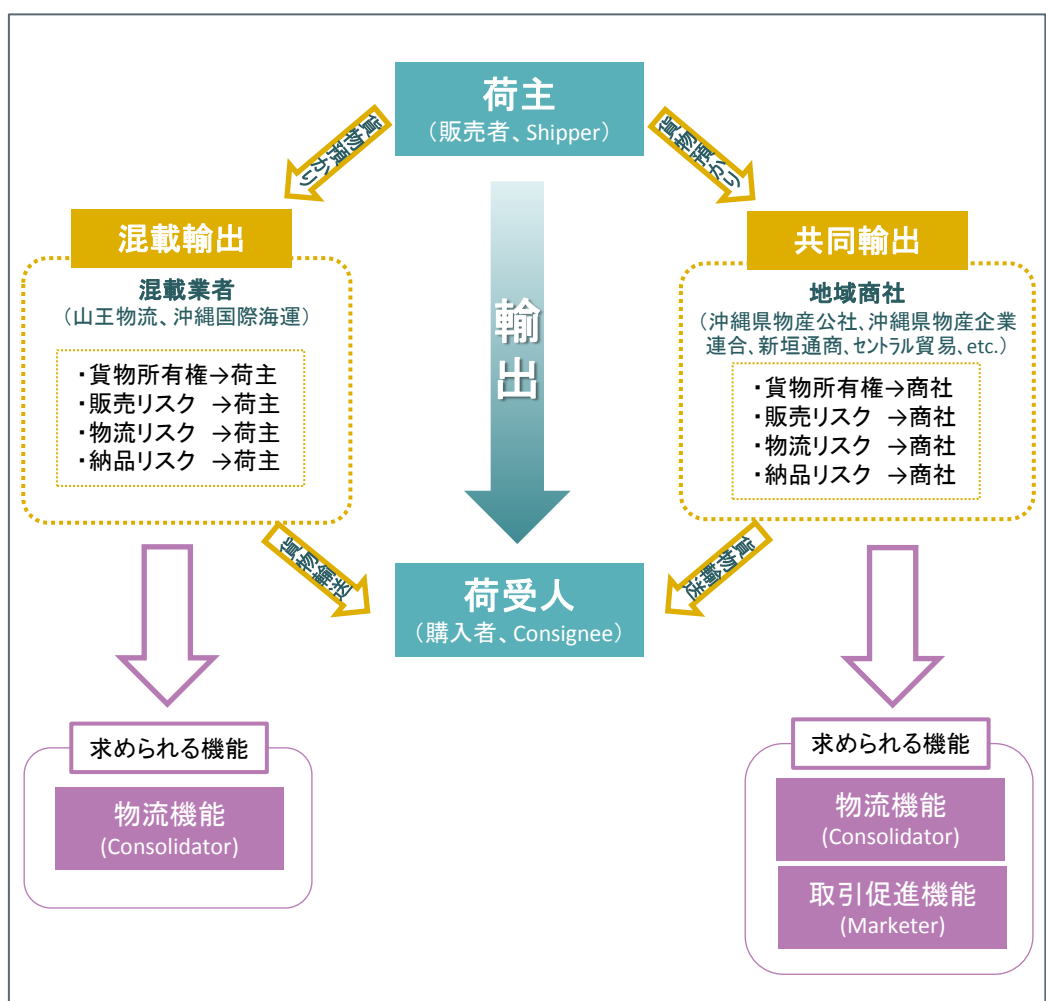 荷主
（販売者、Shipper）
貨物預かり
貨物預かり
混載輸出
混載業者
（山王物流、沖縄国際海運）
・貨物所有権→荷主
・販売リスク →荷主
・物流リスク →荷主
・納品リスク →荷主
輸出
共同輸出
地域商社
（沖縄県物産公社、沖縄県物産企業
連合、新垣通商、セントラル貿易、etc.）
・貨物所有権→商社
・販売リスク →商社
・物流リスク →商社
・納品リスク →商社
貨物輸送
貨物輸送
荷受人
（購入者、Consignee）
求められる機能
物流機能
(Consolidator)
求められる機能
物流機能
(Consolidator)
取引促進機能
(Marketer)